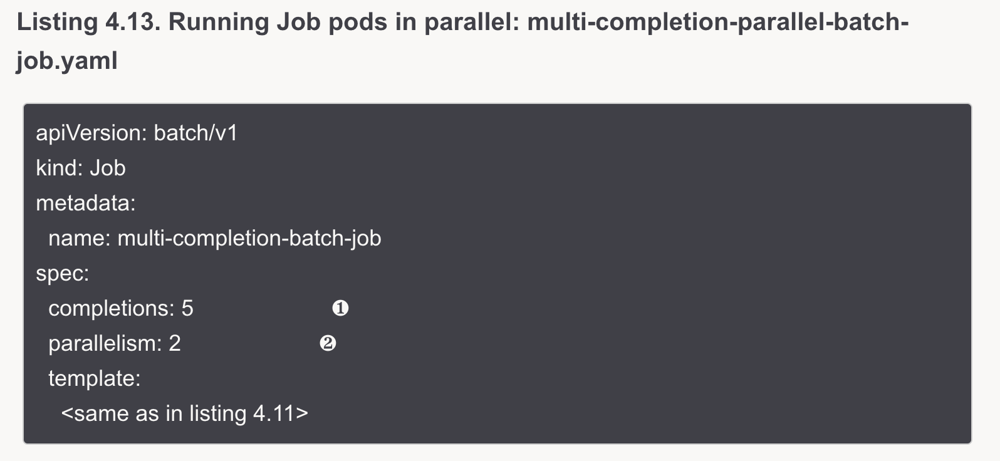 Listing 4.13. Running Job pods in parallel: multi-completion-parallel-batch-
job.yaml
apiVersion: batch/v1
kind: Job
metadata:
  name: multi-completion-batch-job
spec:
  completions: 5 ❶
  parallelism: 2 ❷
  template:
    <same as in listing 4.11>